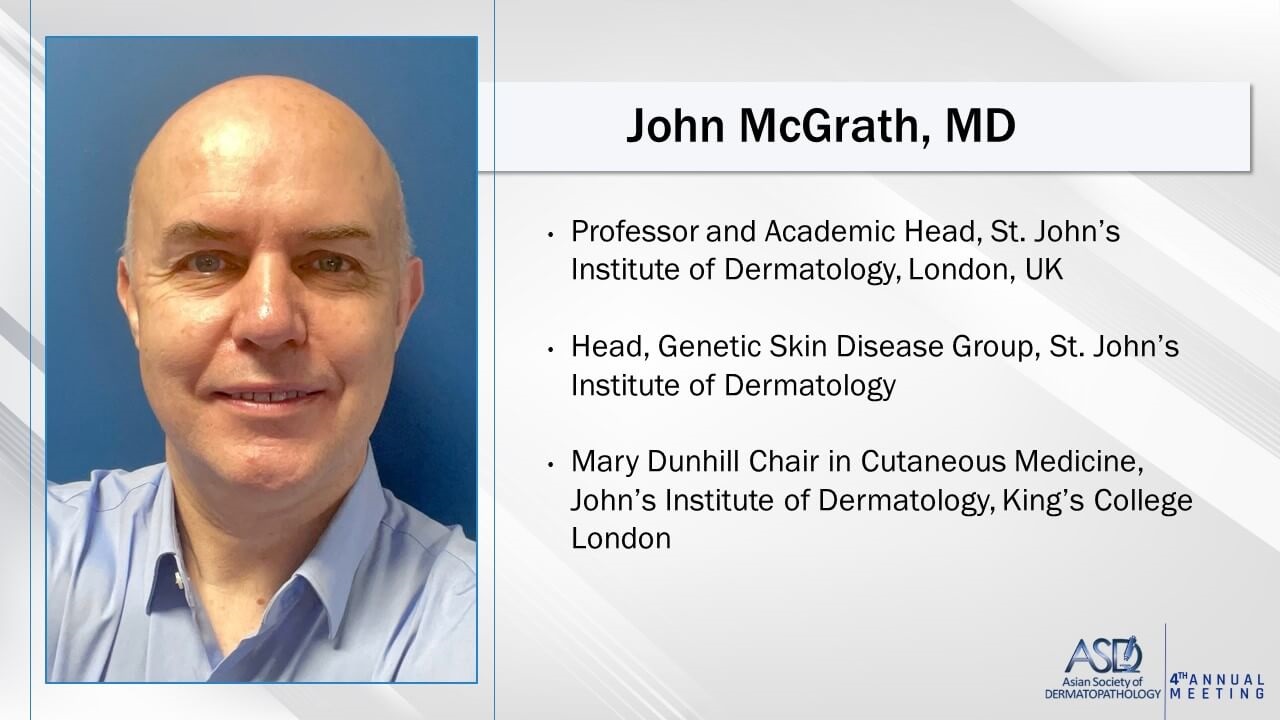 John McGrath, MD
• Professor and Academic Head, St. John's
Institute of Dermatology, London, UK
• Head, Genetic Skin Disease Group, St. John's
Institute of Dermatology
• Mary Dunhill Chair in Cutaneous Medicine,
John's Institute of Dermatology, King's College
London
ASD
Asian Society of
DERMATOPATHOLOGY
4TH ANNUAL
MEETING